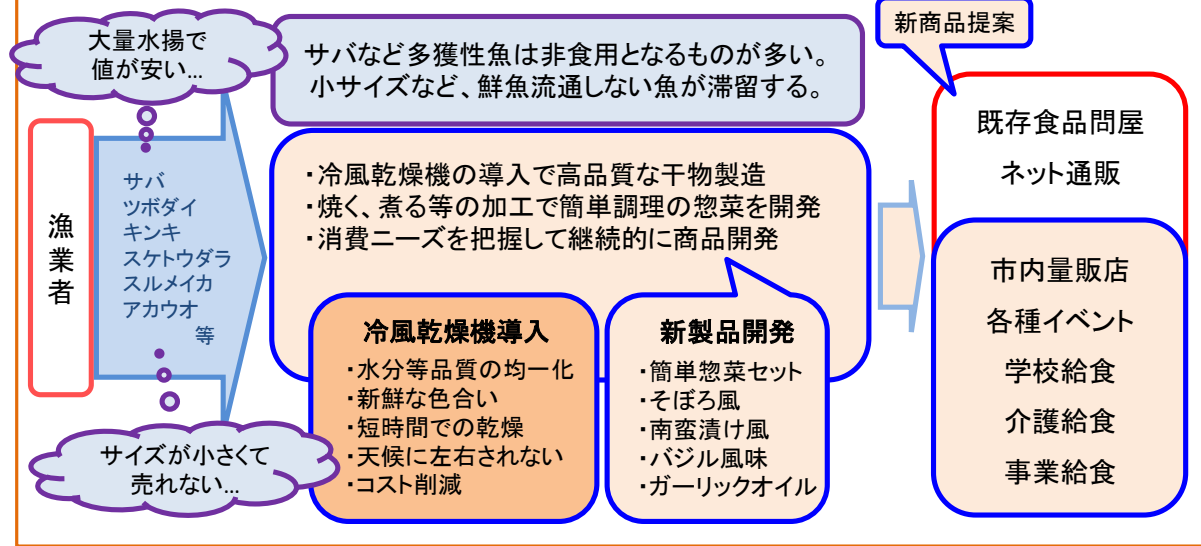 大量水揚で
値が安い…
漁業者
サバ
ツボダイ
キンキ
スケトウダラ
スルメイカ
アカウオ
等
サイズが小さくて
売れない…
サバなど多獲性魚は非食用となるものが多い。
小サイズなど、鮮魚流通しない魚が滞留する。
・冷風乾燥機の導入で高品質な干物製造
・焼く、煮る等の加工で簡単調理の惣菜を開発
・消費ニーズを把握して継続的に商品開発
冷風乾燥機導入
・水分等品質の均一化
・新鮮な色合い
・短時間での乾燥
・天候に左右されない
・コスト削減
新製品開発
・簡単惣菜セット
・そぼろ風
・南蛮漬け風
・バジル風味
・ガーリックオイル
新商品提案
既存食品問屋
ネット通販
市内量販店
各種イベント
学校給食
介護給食
事業給食